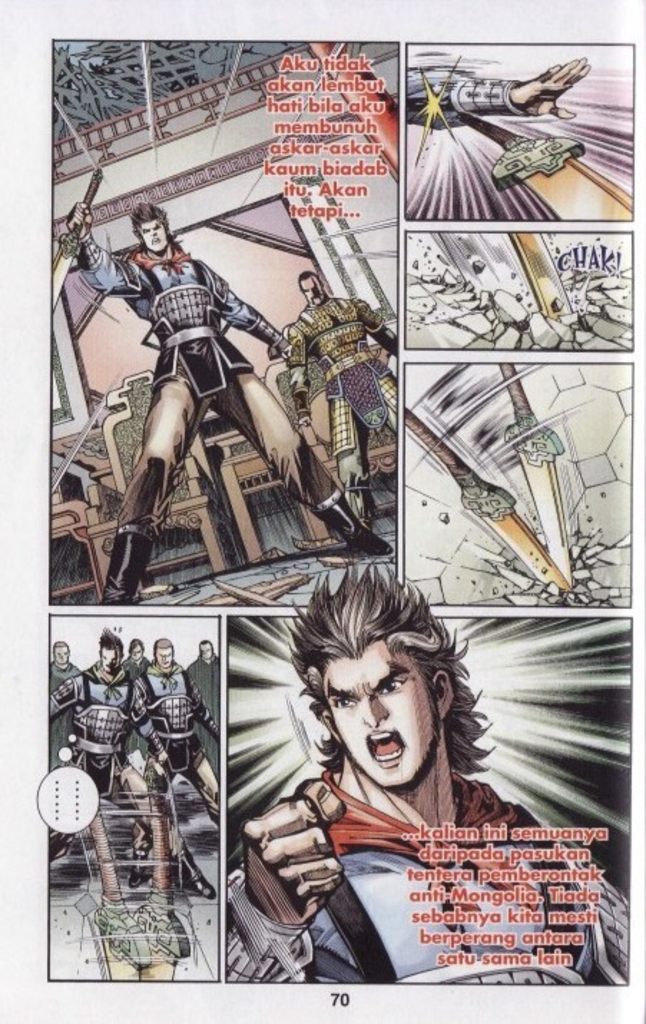 Aku tidak
akan lembut
hati bila aku
membunuh
askar-askar
kaum biadab
itu. Akan
tetapi...
CHAK!
...kalian ini semuanya
daripada pasukan
tentera pemberontak
anti-Mongolia. Tiada
sebabnya kita mesti
berperang antara
satu sama lain
70